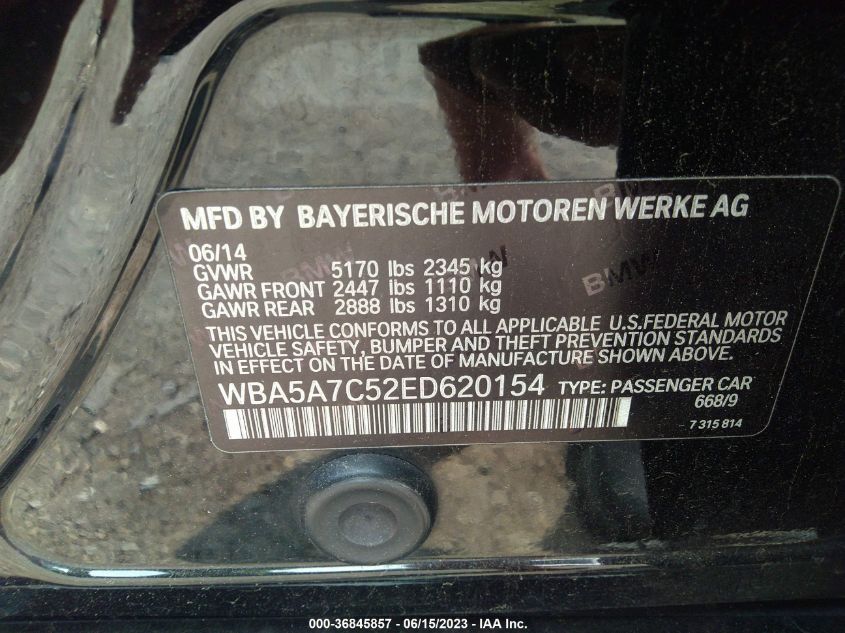 MFD BY BAYERISCHE MOTOREN WERKE AG
06/14
GVWR 5170 lbs 2345 kg
GAWR FRONT 2447 lbs 1110 kg
GAWR REAR 2888 lbs 1310 kg
THIS VEHICLE CONFORMS TO ALL APPLICABLE U.S.FEDERAL MOTOR
VEHICLE SAFETY, BUMPER AND THEFT PREVENTION STANDARDS
IN EFFECT ON THE DATE OF MANUFACTURE SHOWN ABOVE.
WBA5A7C52ED620154 TYPE: PASSENGER CAR
668/9
7 315 814
BMW
BMW
000-36845857 - 06/15/2023 - IAA Inc.